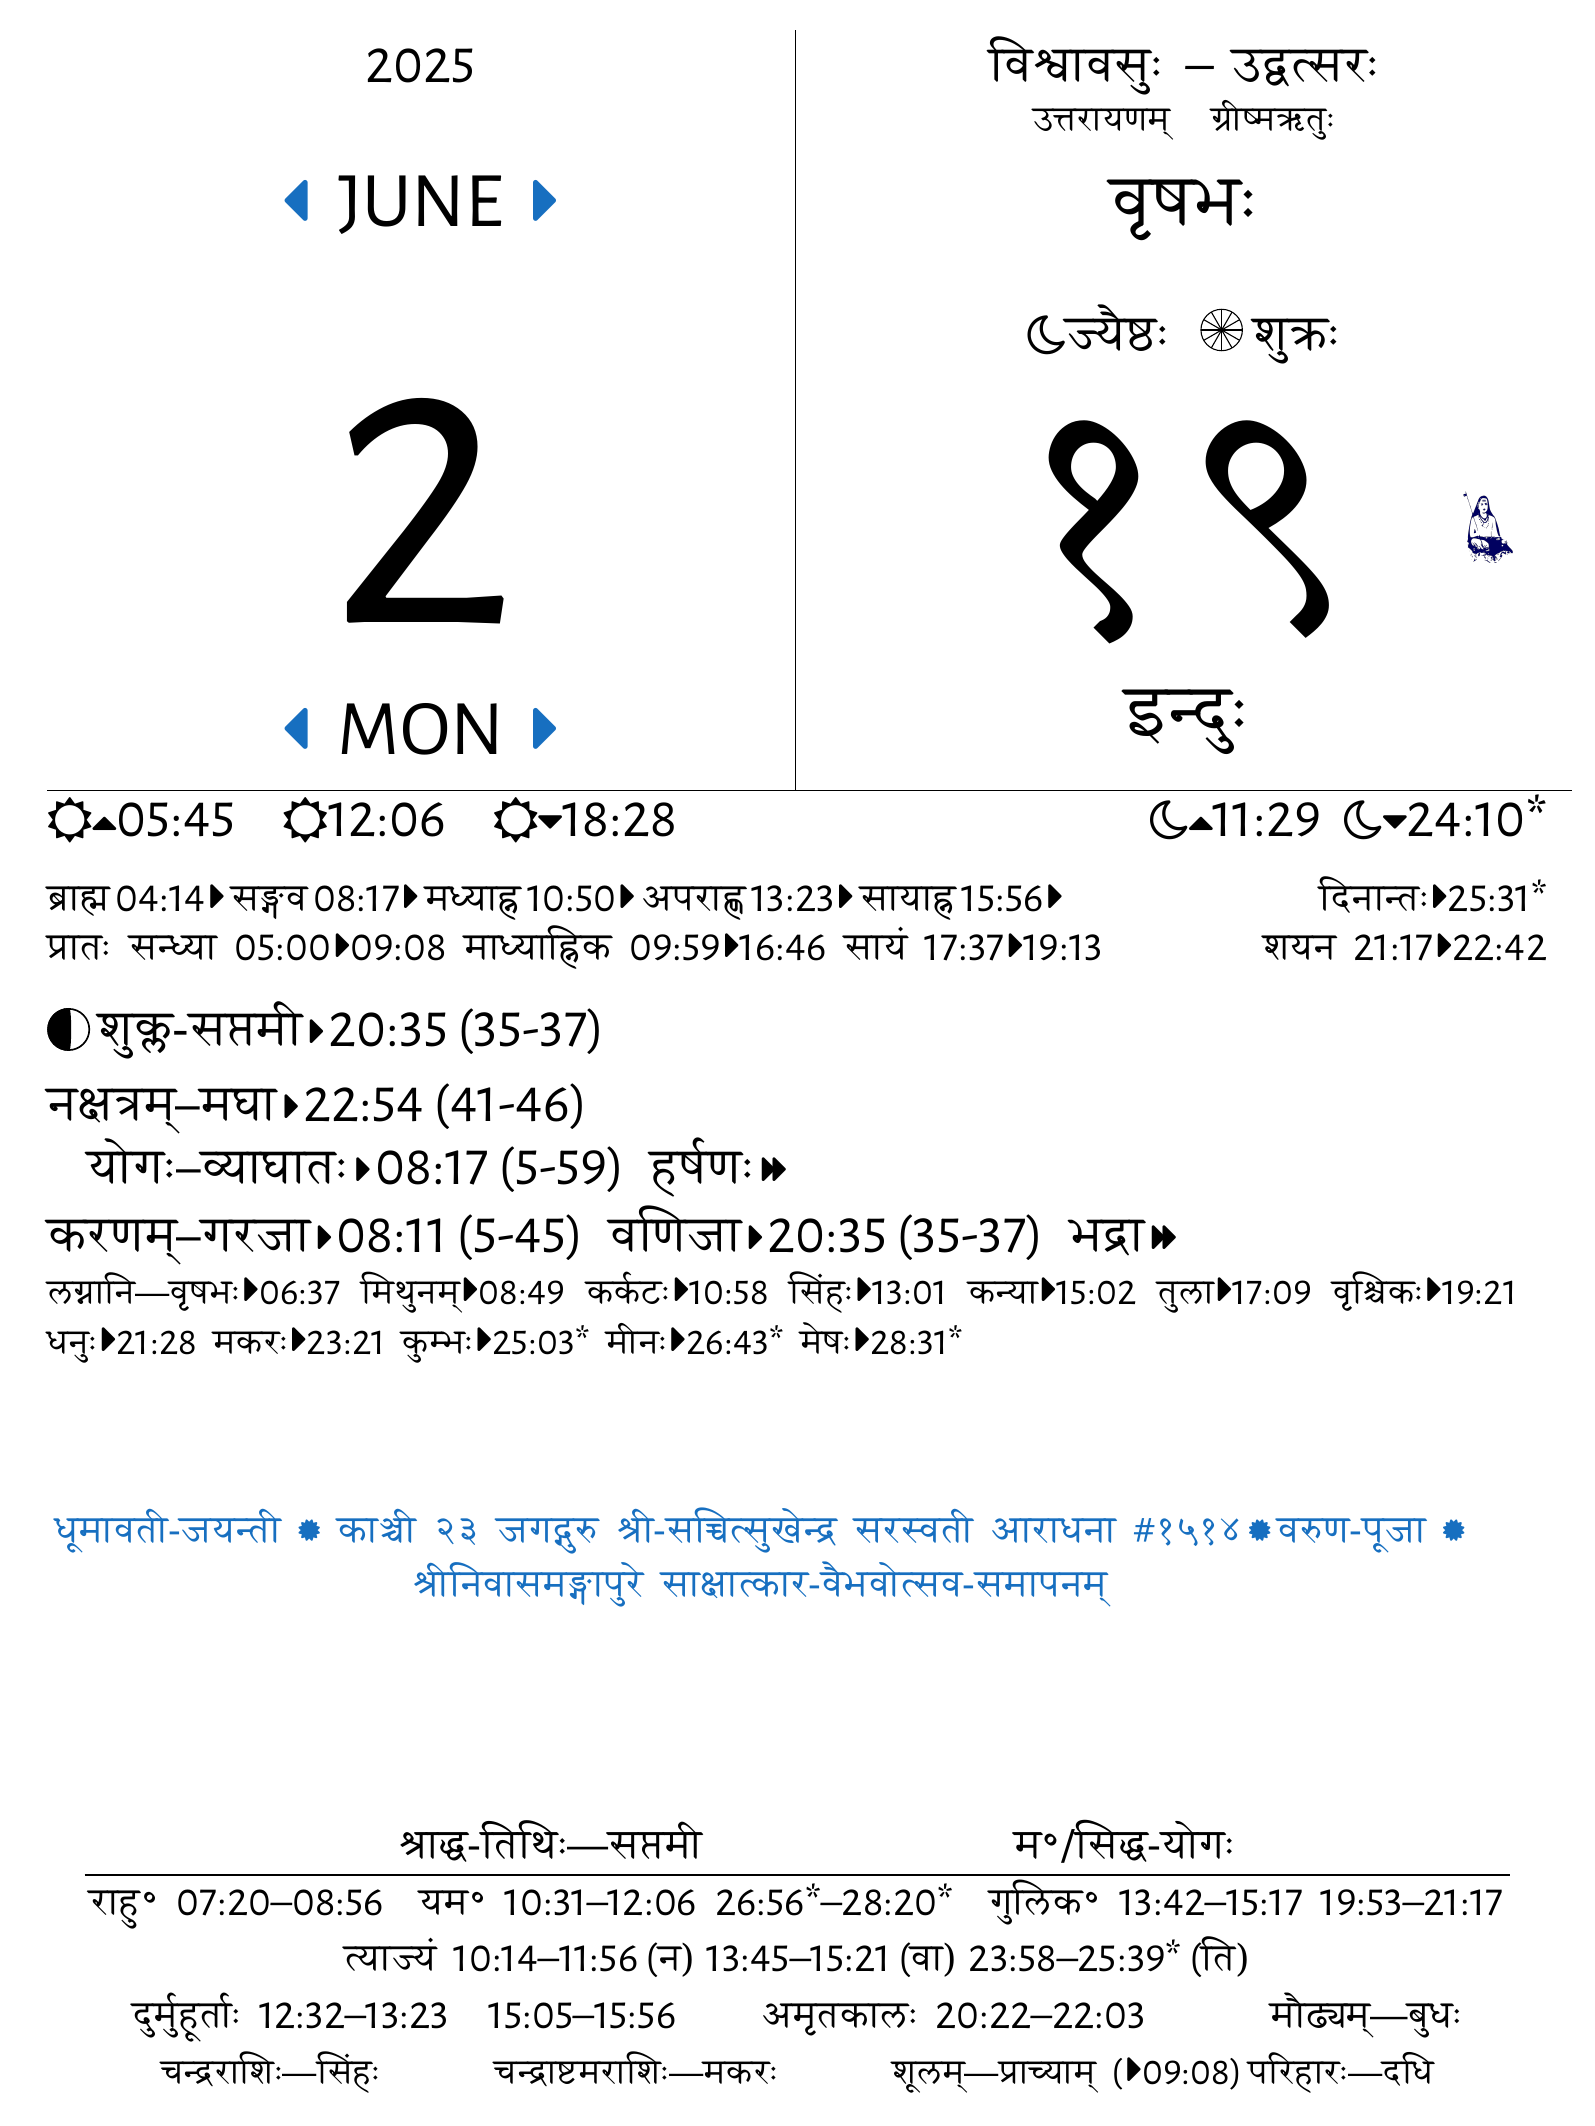 2025
JUNE
2
MON
विश्वावसुः – उद्वत्सरः
उत्तरायणम् ग्रीष्मऋतुः
वृषभः
ज्यैष्ठः शुक्रः
१९
इन्दुः
05:45 12:06 18:28 11:29 24:10*
ब्राह्म 04:14 सङ्गव 08:17 मध्याह्न 10:50 अपराह्ण 13:23 सायाह्न 15:56 दिनान्तः 25:31*
प्रातः सन्ध्या 05:00 09:08 माध्याह्निक 09:59 16:46 सायं 17:37 19:13 शयन 21:17 22:42
शुक्ल-सप्तमी 20:35 (35-37)
नक्षत्रम्–मघा 22:54 (41-46)
योगः–व्याघातः 08:17 (5-59) हर्षणः
करणम्–गरजा 08:11 (5-45) वणिजा 20:35 (35-37) भद्रा
लग्नानि—वृषभः 06:37 मिथुनम् 08:49 कर्कटः 10:58 सिंहः 13:01 कन्या 15:02 तुला 17:09 वृश्चिकः 19:21
धनुः 21:28 मकरः 23:21 कुम्भः 25:03* मीनः 26:43* मेषः 28:31*
धूमावती-जयन्ती ✹ काञ्ची २३ जगद्गुरु श्री-सच्चित्सुखेन्द्र सरस्वती आराधना #१५१४ ✹ वरुण-पूजा ✹
श्रीनिवासमङ्गापुरे साक्षात्कार-वैभवोत्सव-समापनम्
श्राद्ध-तिथिः—सप्तमी म॰/सिद्ध-योगः
राहु॰ 07:20–08:56 यम॰ 10:31–12:06 26:56*–28:20* गुलिक॰ 13:42–15:17 19:53–21:17
त्याज्यं 10:14–11:56 (न) 13:45–15:21 (वा) 23:58–25:39* (ति)
दुर्मुहूर्ताः 12:32–13:23 15:05–15:56 अमृतकालः 20:22–22:03 मौढ्यम्—बुधः
चन्द्रराशिः—सिंहः चन्द्राष्टमराशिः—मकरः शूलम्—प्राच्याम् (09:08) परिहारः—दधि